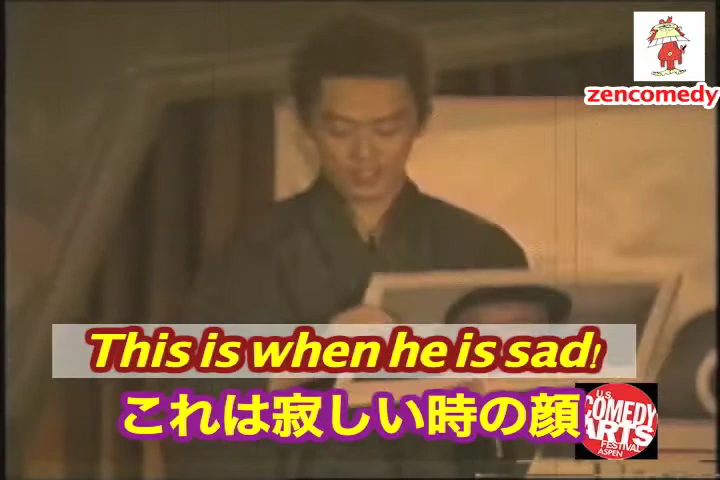 zencomedy
This is when he is sad!
これは寂しい時の顔
U.S.
COMEDY
ARTS
FESTIVAL
ASPEN